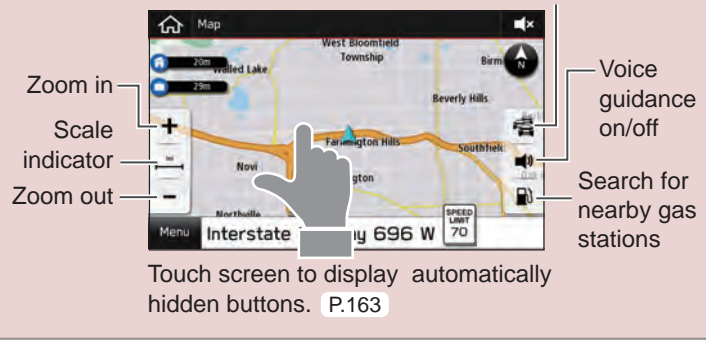 Map
West Bloomfield
Township
20m
Walled Lake
Birm
N
29m
Beverly Hills
Zoom in
Voice
guidance
on/off
Scale
indicator
Farmington Hills
Southfiel
Novi
gton
Zoom out
Search for
nearby gas
stations
Northville
SPEED
LIMIT
70
Menu
Interstate
y 696 W
Touch screen to display automatically
hidden buttons. P.163